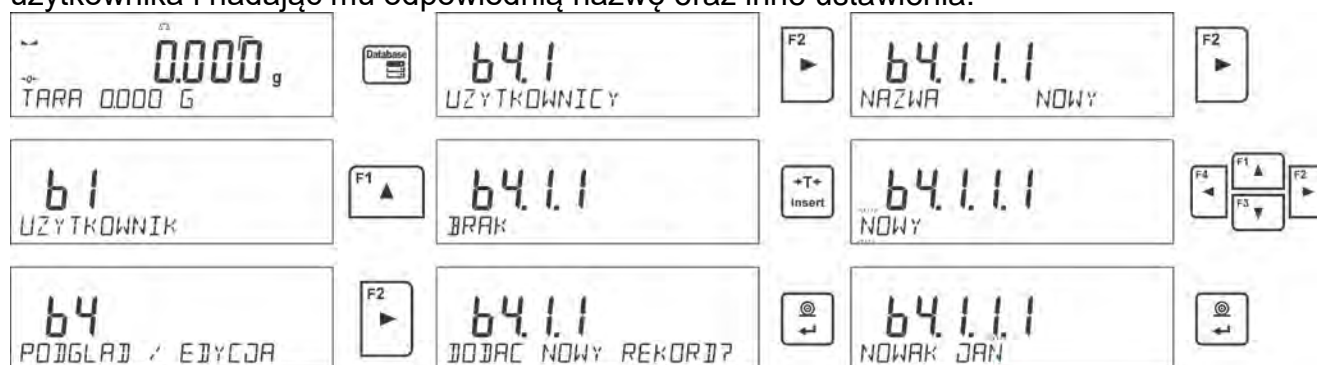 użytkownika i nadając mu odpowiednią nazwę oraz inne ustawienia.
0.000 g
TARA 0.000 G
Database
b1
UZYTKOWNIK
F1
b4
PODGLAD / EDYCJA
F2
b4.1
UZYTKOWNICY
F2
b4.1.1
BRAK
→T←
Insert
b4.1.1
DODAC NOWY REKORD?
b4.1.1.1
NAZWA NOWY
F2
b4.1.1.1
NOWY
F1
F4 F2
F3
b4.1.1.1
NOWAK JAN